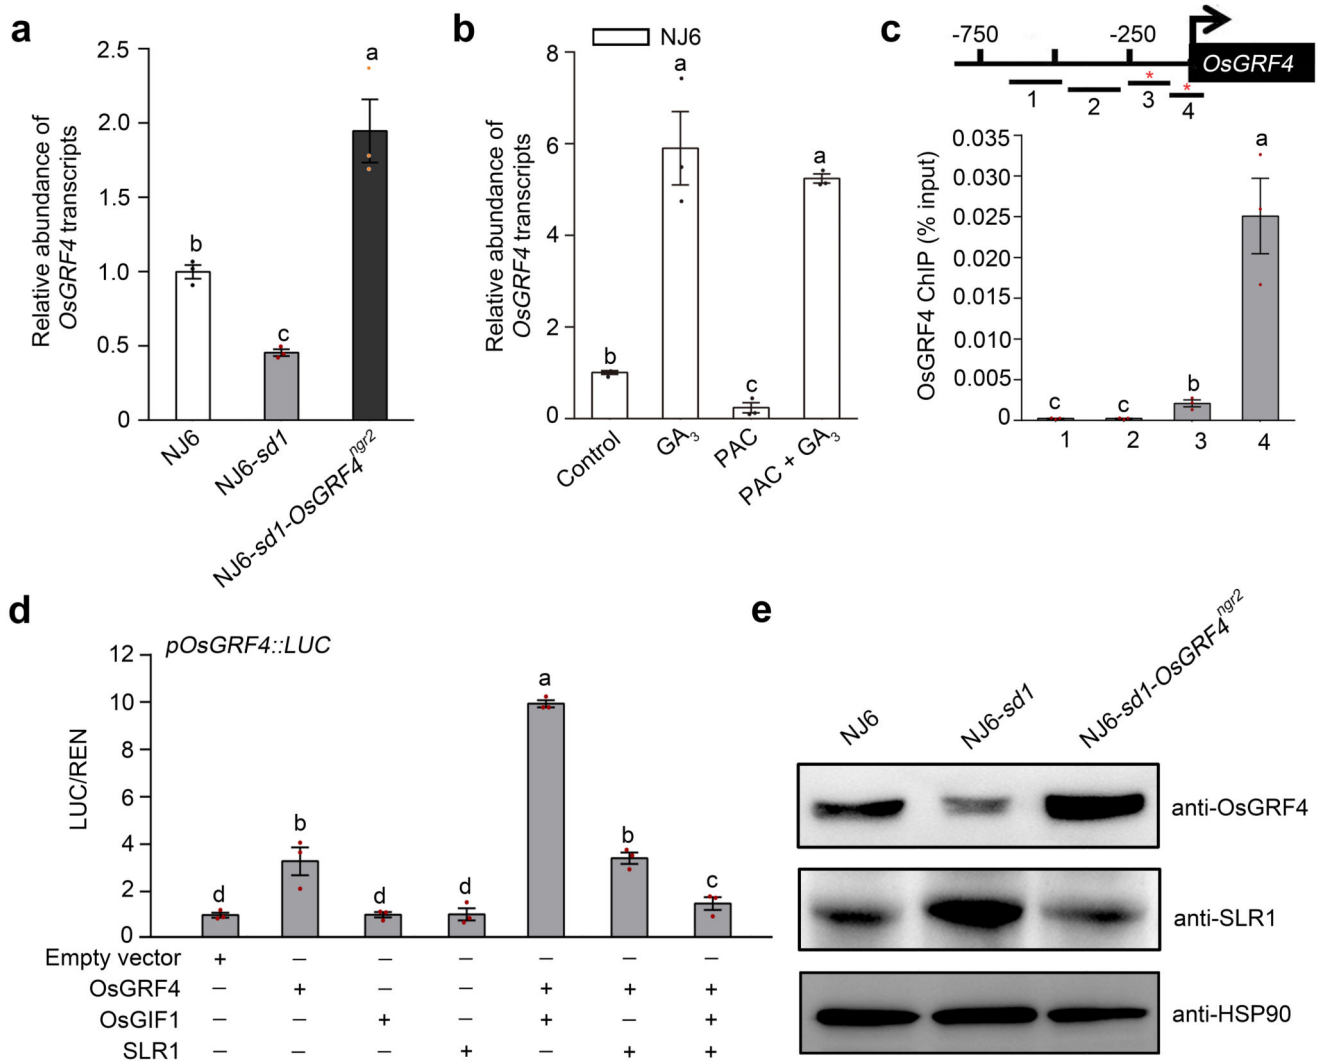 a
Relative abundance of
OsGRF4 transcripts
2.5
2.0
1.5
1.0
0.5
0
b
c
a
NJ6
NJ6-sd1
NJ6-sd1-OsGRF4ngr2
b
NJ6
Relative abundance of
OsGRF4 transcripts
8
6
4
2
0
b
a
c
a
Control
GA3
PAC
PAC + GA3
c
-750
-250
OsGRF4
1
2
* 3
* 4
OsGRF4 ChIP (% input)
0.035
0.030
0.025
0.020
0.015
0.010
0.005
0
c
c
b
a
1 2 3 4
d
pOsGRF4::LUC
LUC/REN
12
10
8
6
4
2
0
d
b
d
d
a
b
c
Empty vector + – – – – – –
OsGRF4 – + – – + + +
OsGIF1 – – + – + – +
SLR1 – – – + – + +
e
NJ6
NJ6-sd1
NJ6-sd1-OsGRF4ngr2
anti-OsGRF4
anti-SLR1
anti-HSP90